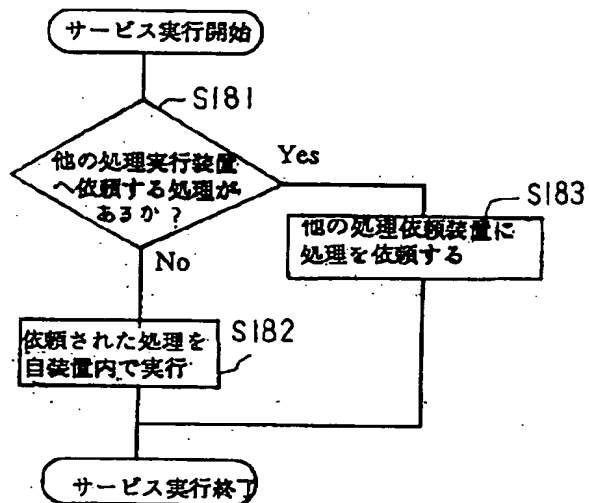 サービス実行開始
S181
他の処理実行装置
へ依頼する処理が
あるか?
Yes
S183
他の処理依頼装置に
処理を依頼する
No
依頼された処理を
自装置内で実行
S182
サービス実行終了